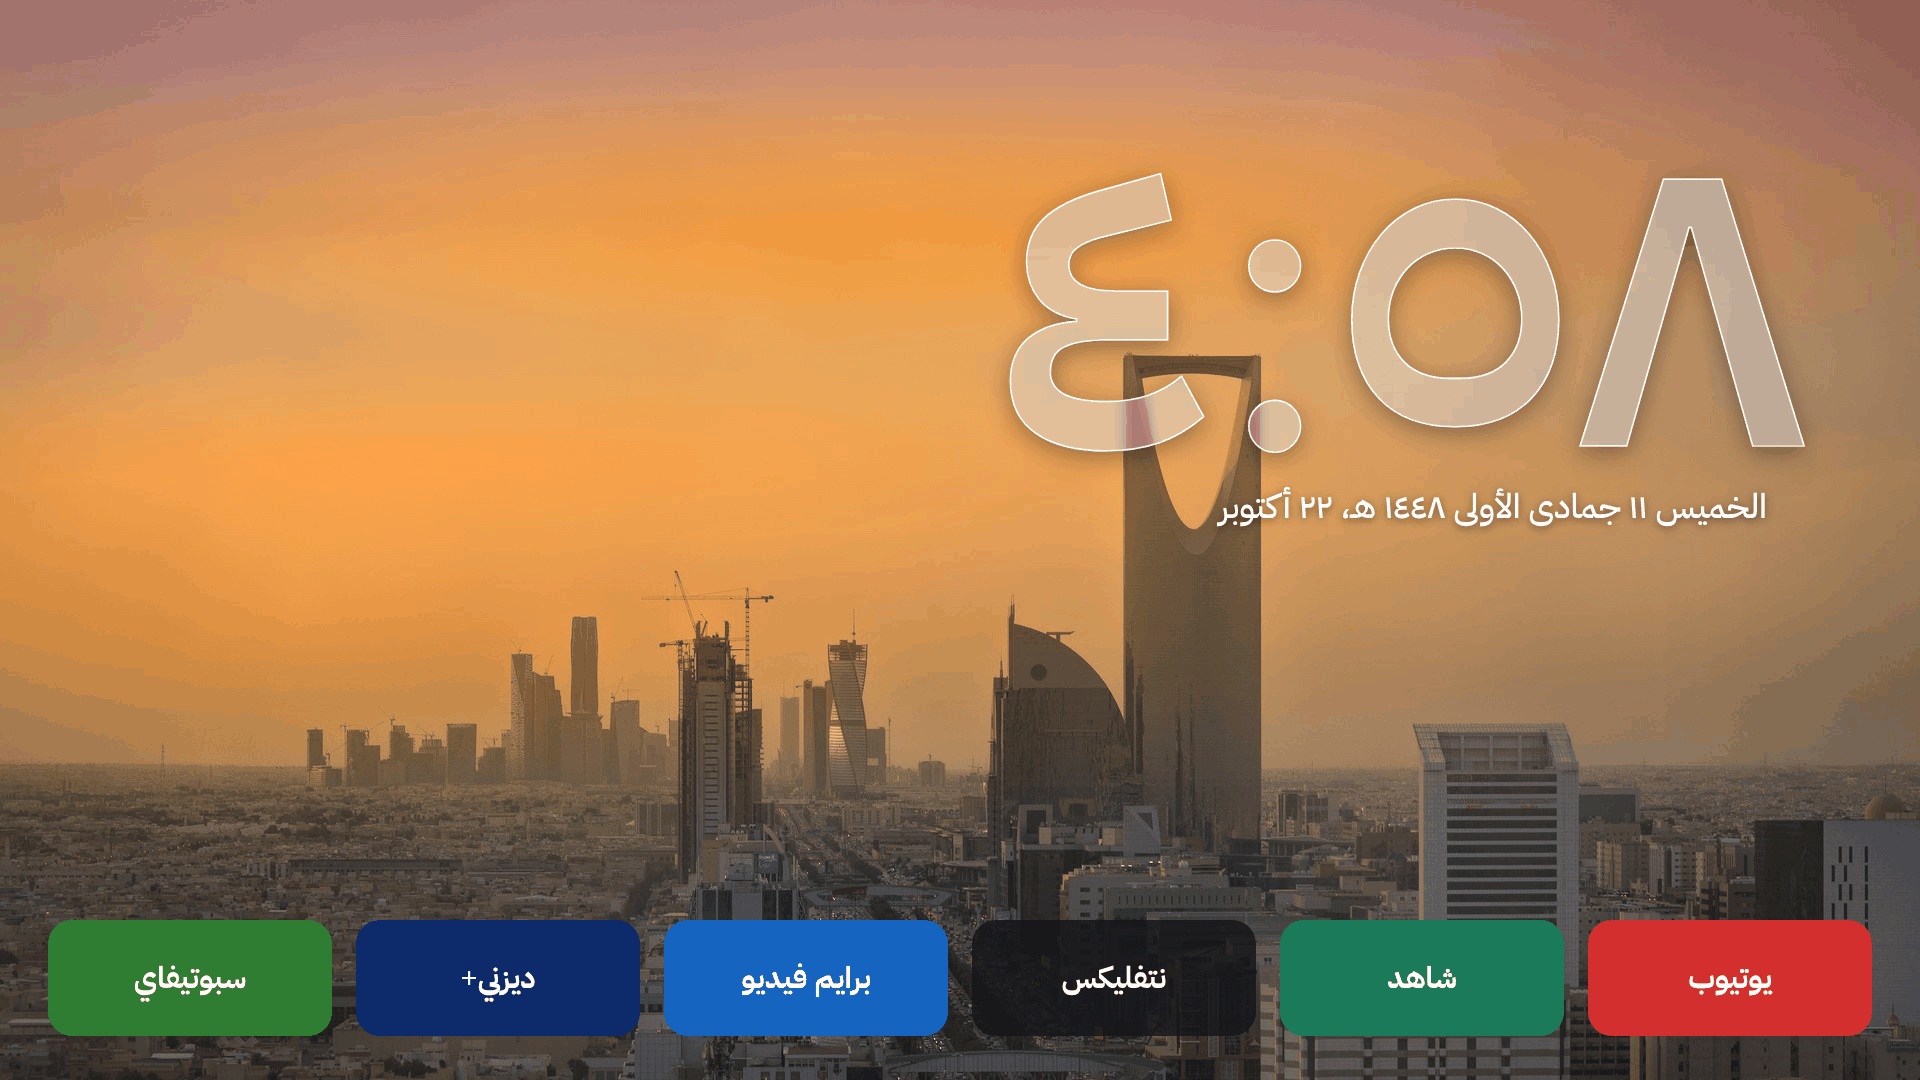 ٤:٥٨
الخميس ١١ جمادى الأولى ١٤٤٨ هـ، ٢٢ أكتوبر
يوتيوب
شاهد
نتفليكس
برايم فيديو
ديزني+
سبوتيفاي